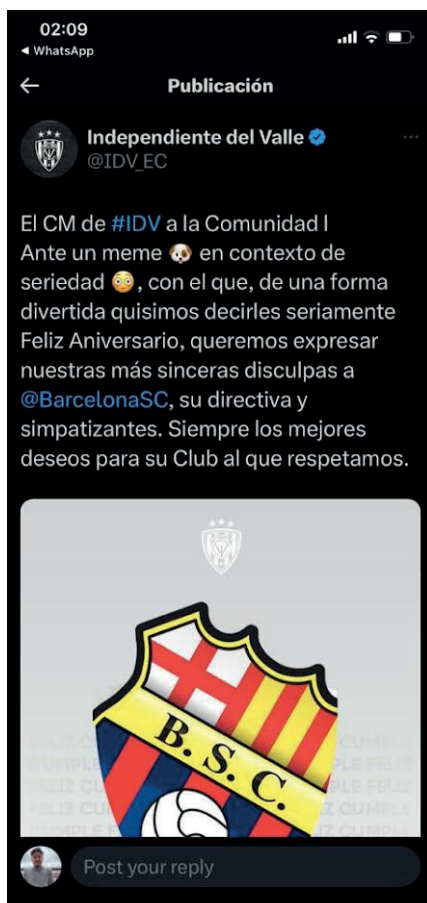 02:09
◀ WhatsApp
← Publicación
Independiente del Valle
@IDV_EC
···
El CM de #IDV a la Comunidad l
Ante un meme 🐶 en contexto de
seriedad 😳, con el que, de una forma
divertida quisimos decirles seriamente
Feliz Aniversario, queremos expresar
nuestras más sinceras disculpas a
@BarcelonaSC, su directiva y
simpatizantes. Siempre los mejores
deseos para su Club al que respetamos.
B. S. C.
Post your reply